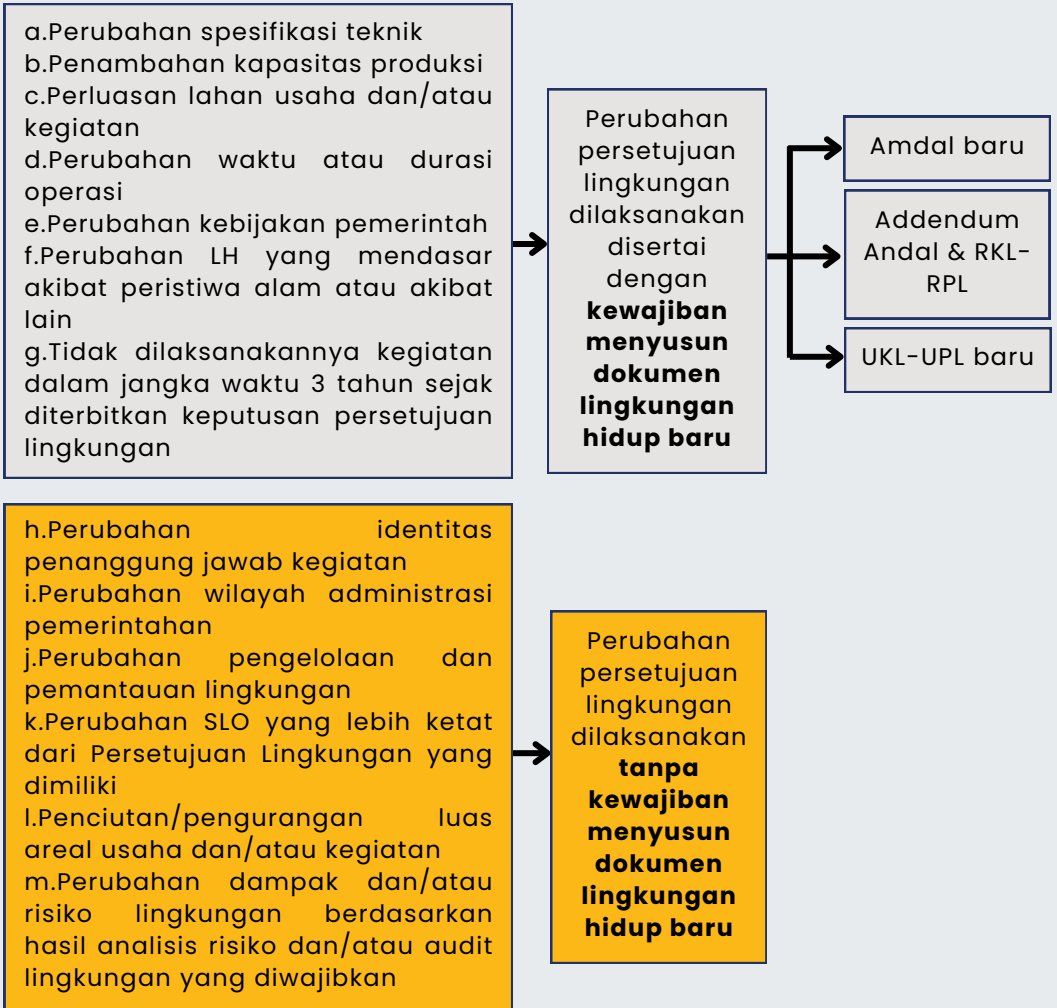 a.Perubahan spesifikasi teknik
b.Penambahan kapasitas produksi
c.Perluasan lahan usaha dan/atau
kegiatan
d.Perubahan waktu atau durasi
operasi
e.Perubahan kebijakan pemerintah
f.Perubahan LH yang mendasar
akibat peristiwa alam atau akibat
lain
g.Tidak dilaksanakannya kegiatan
dalam jangka waktu 3 tahun sejak
diterbitkan keputusan persetujuan
lingkungan
Perubahan
persetujuan
lingkungan
dilaksanakan
disertai
dengan
kewajiban
menyusun
dokumen
lingkungan
hidup baru
Amdal baru
Addendum
Andal & RKL-
RPL
UKL-UPL baru
h.Perubahan identitas
penanggung jawab kegiatan
i.Perubahan wilayah administrasi
pemerintahan
j.Perubahan pengelolaan dan
pemantauan lingkungan
k.Perubahan SLO yang lebih ketat
dari Persetujuan Lingkungan yang
dimiliki
l.Penciutan/pengurangan luas
areal usaha dan/atau kegiatan
m.Perubahan dampak dan/atau
risiko lingkungan berdasarkan
hasil analisis risiko dan/atau audit
lingkungan yang diwajibkan
Perubahan
persetujuan
lingkungan
dilaksanakan
tanpa
kewajiban
menyusun
dokumen
lingkungan
hidup baru